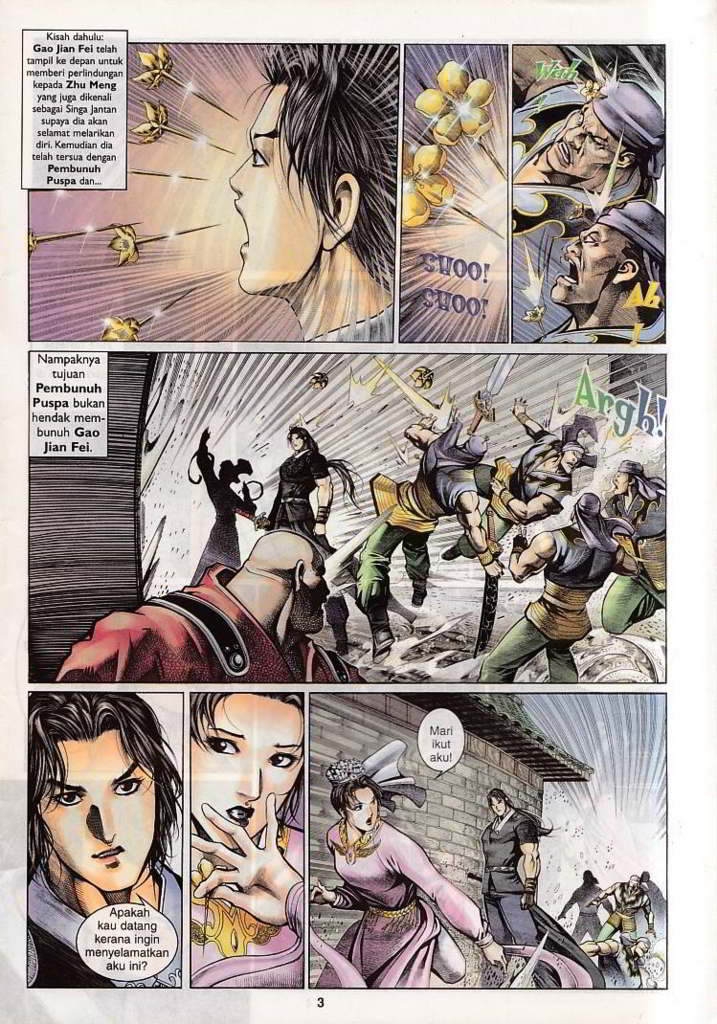 Kisah dahulu:
Gao Jian Fei telah
tampil ke depan untuk
memberi perlindungan
kepada Zhu Meng
yang juga dikenali
sebagai Singa Jantan
supaya dia akan
selamat melarikan
diri. Kemudian dia
telah tersua dengan
Pembunuh
Puspa dan...
SWOO!
SWOO!
Wah
Ah
!
Nampaknya
tujuan
Pembunuh
Puspa bukan
hendak mem-
bunuh Gao
Jian Fei.
Argh!
Apakah
kau datang
kerana ingin
menyelamatkan
aku ini?
Mari
ikut
aku!
3